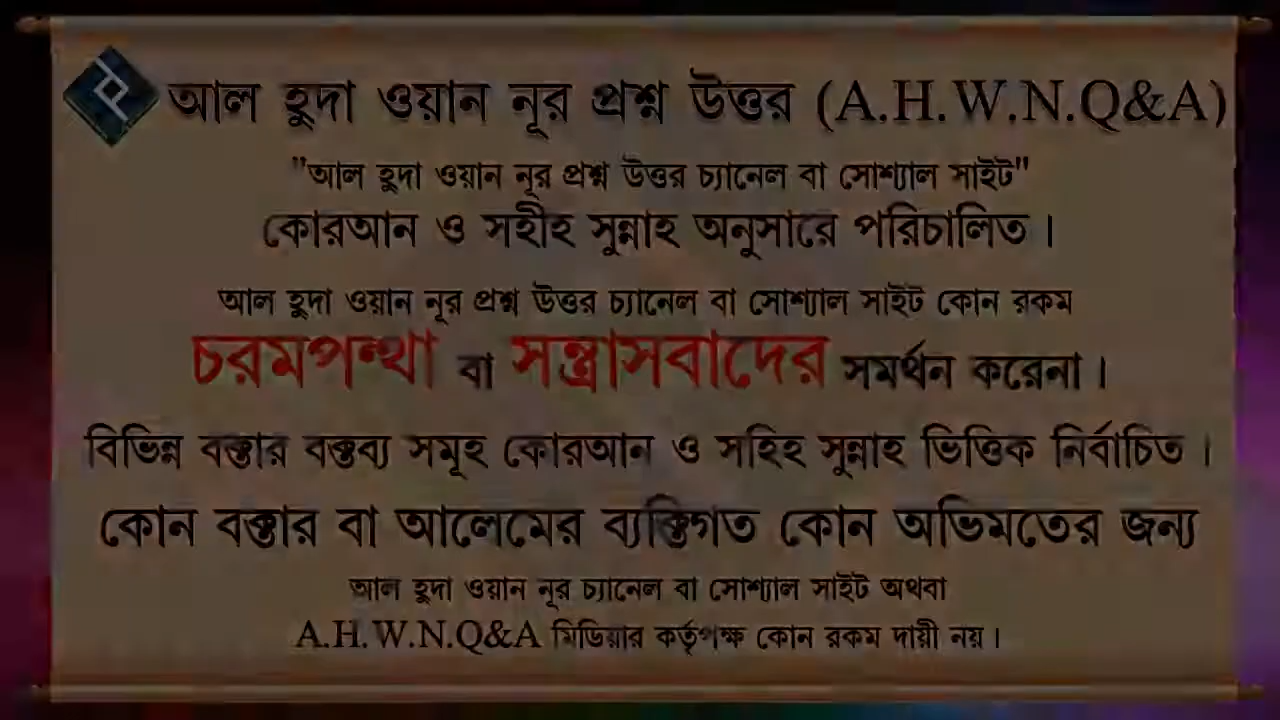 আল হুদা ওয়ান নূর প্রশ্ন উত্তর (A.H.W.N.Q&A)
"আল হুদা ওয়ান নূর প্রশ্ন উত্তর চ্যানেল বা সোশ্যাল সাইট"
কোরআন ও সহীহ সুন্নাহ অনুসারে পরিচালিত ।
আল হুদা ওয়ান নূর প্রশ্ন উত্তর চ্যানেল বা সোশ্যাল সাইট কোন রকম
চরমপন্থা বা সন্ত্রাসবাদের সমর্থন করেনা ।
বিভিন্ন বক্তার বক্তব্য সমূহ কোরআন ও সহিহ সুন্নাহ ভিত্তিক নির্বাচিত ।
কোন বক্তার বা আলেমের ব্যক্তিগত কোন অভিমতের জন্য
আল হুদা ওয়ান নূর চ্যানেল বা সোশ্যাল সাইট অথবা
A.H.W.N.Q&A মিডিয়ার কর্তৃপক্ষ কোন রকম দায়ী নয় ।